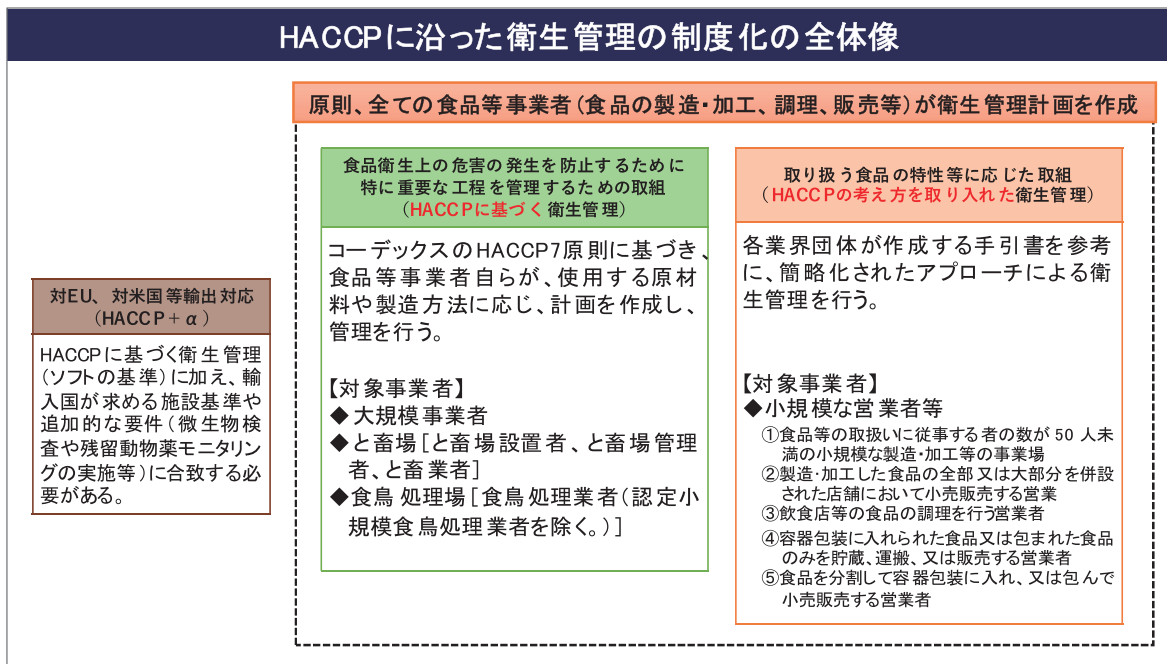 HACCPに沿った衛生管理の制度化の全体像
原則、全ての食品等事業者（食品の製造・加工、調理、販売等）が衛生管理計画を作成
対EU、対米国等輸出対応
（HACCP+α）
HACCPに基づく衛生管理
（ソフトの基準）に加え、輸
入国が求める施設基準や
追加的な要件（微生物検
査や残留動物薬モニタリン
グの実施等）に合致する必
要がある。
食品衛生上の危害の発生を防止するために
特に重要な工程を管理するための取組
（HACCPに基づく衛生管理）
コーデックスのHACCP7原則に基づき、
食品等事業者自らが、使用する原材
料や製造方法に応じ、計画を作成し、
管理を行う。
【対象事業者】
◆大規模事業者
◆と畜場［と畜場設置者、と畜場管理
者、と畜業者］
◆食鳥処理場［食鳥処理業者（認定小
規模食鳥処理業者を除く。）］
取り扱う食品の特性等に応じた取組
（HACCPの考え方を取り入れた衛生管理）
各業界団体が作成する手引書を参考
に、簡略化されたアプローチによる衛
生管理を行う。
【対象事業者】
◆小規模な営業者等
①食品等の取扱いに従事する者の数が50人未
満の小規模な製造・加工等の事業場
②製造・加工した食品の全部又は大部分を併設
された店舗において小売販売する営業
③飲食店等の食品の調理を行う営業者
④容器包装に入れられた食品又は包まれた食品
のみを貯蔵、運搬、又は販売する営業者
⑤食品を分割して容器包装に入れ、又は包んで
小売販売する営業者